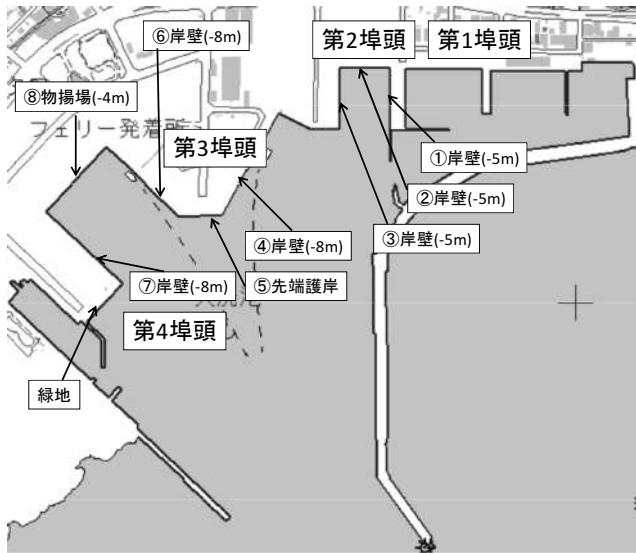 ⑥岸壁(-8m)
第2埠頭
第1埠頭
⑧物揚場(-4m)
フェリー発着所
第3埠頭
①岸壁(-5m)
②岸壁(-5m)
③岸壁(-5m)
④岸壁(-8m)
⑦岸壁(-8m)
⑤先端護岸
第4埠頭
緑地